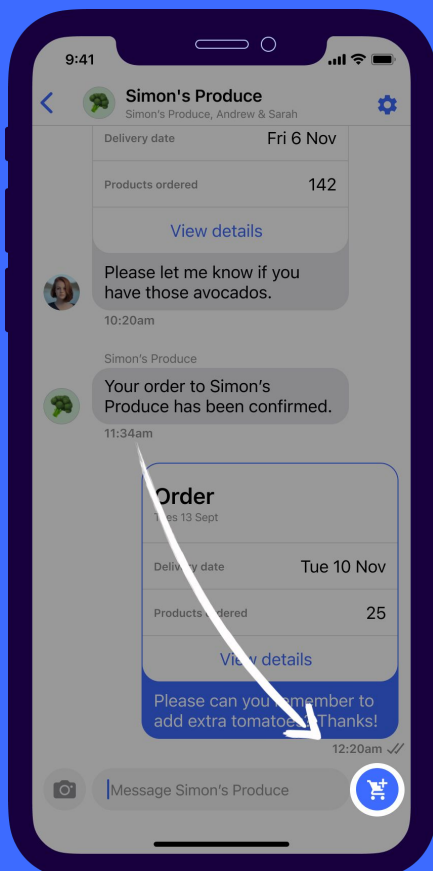 9:41
Simon's Produce
Simon's Produce, Andrew & Sarah
Delivery date Fri 6 Nov
Products ordered 142
View details
Please let me know if you
have those avocados.
10:20am
Simon's Produce
Your order to Simon's
Produce has been confirmed.
11:34am
Order
Tues 13 Sept
Delivery date Tue 10 Nov
Products ordered 25
View details
Please can you remember to
add extra tomatoes? Thanks!
12:20am
Message Simon's Produce